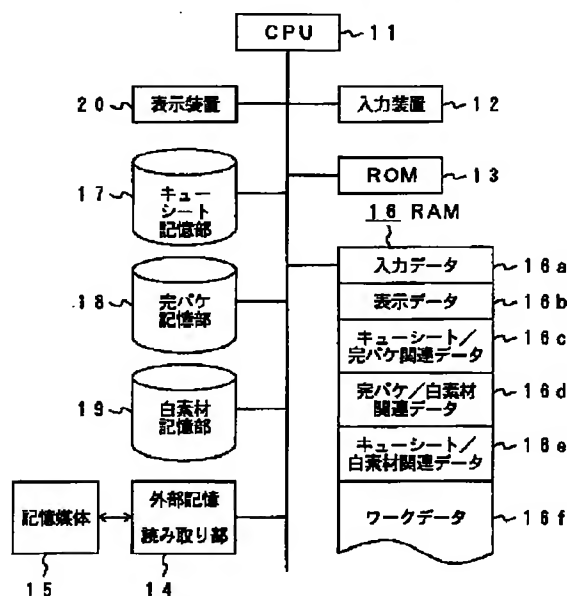 CPU
11
20
表示装置
入力装置
12
ROM
13
17
キュー
シート
記憶部
16 RAM
入力データ
16a
表示データ
16b
18
完パケ
記憶部
キューシート/
完パケ関連データ
16c
完パケ/白素材
関連データ
16d
19
白素材
記憶部
キューシート/
白素材関連データ
16e
記憶媒体
外部記憶
読み取り部
ワークデータ
16f
15
14